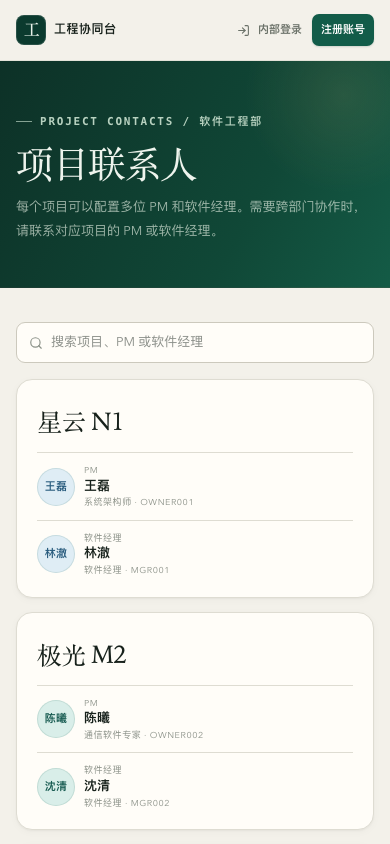 工 工程协同台 内部登录 注册账号
PROJECT CONTACTS / 软件工程部
项目联系人
每个项目可以配置多位 PM 和软件经理。需要跨部门协作时，
请联系对应项目的 PM 或软件经理。
搜索项目、PM 或软件经理
星云 N1
PM
王磊 王磊
系统架构师 · OWNER001
软件经理
林澈 林澈
软件经理 · MGR001
极光 M2
PM
陈曦 陈曦
通信软件专家 · OWNER002
软件经理
沈清 沈清
软件经理 · MGR002